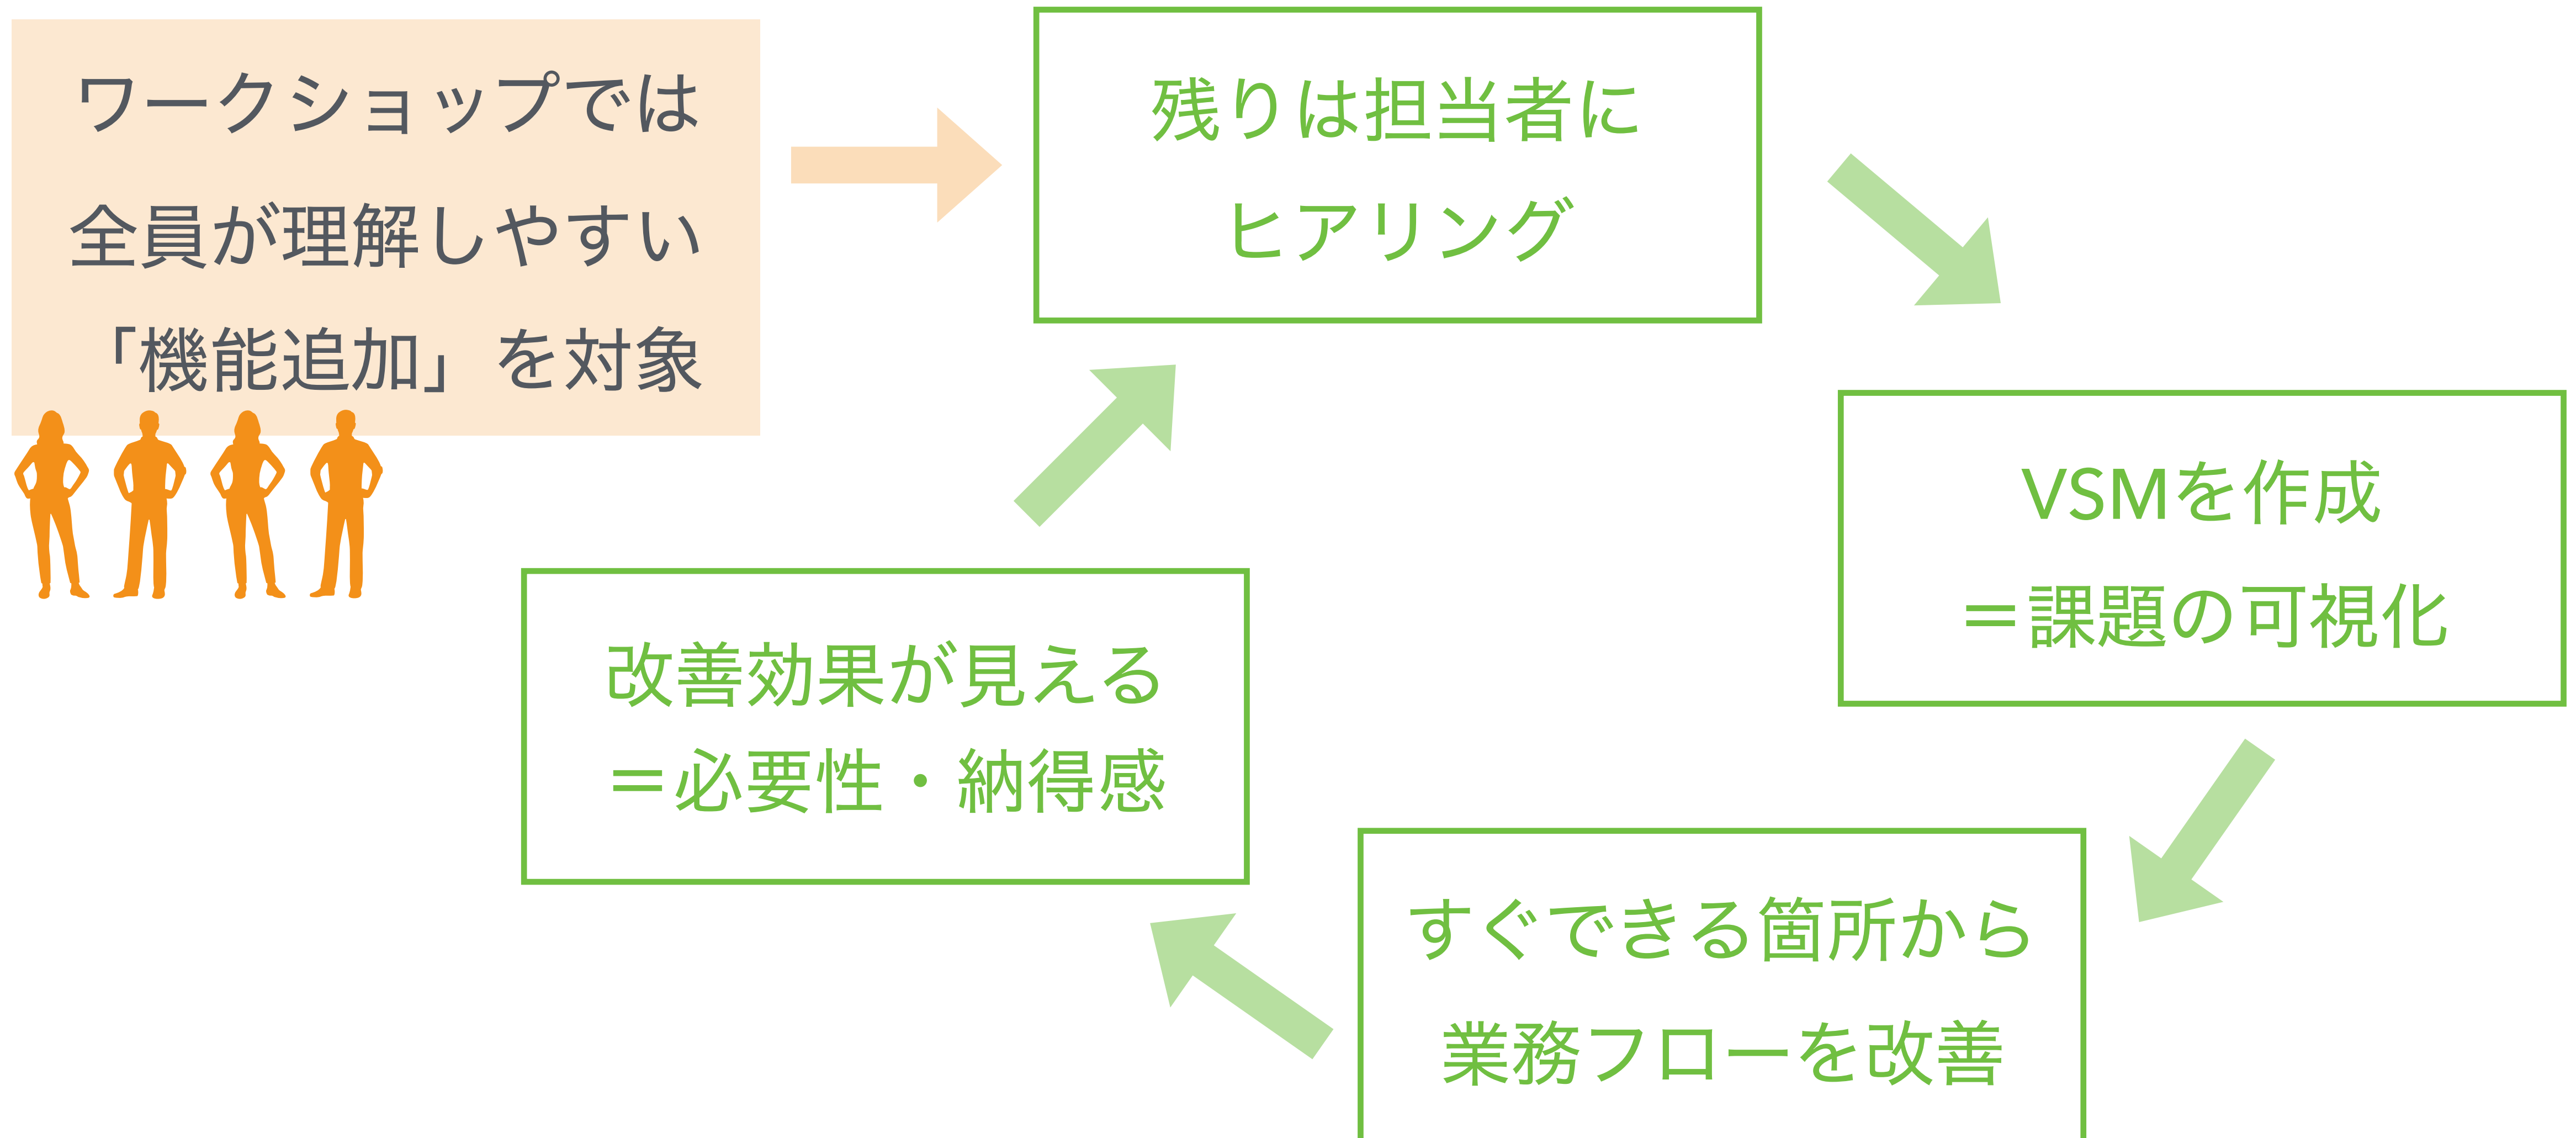 ワークショップでは
全員が理解しやすい
「機能追加」を対象
残りは担当者に
ヒアリング
VSMを作成
＝課題の可視化
すぐできる箇所から
業務フローを改善
改善効果が見える
＝必要性・納得感